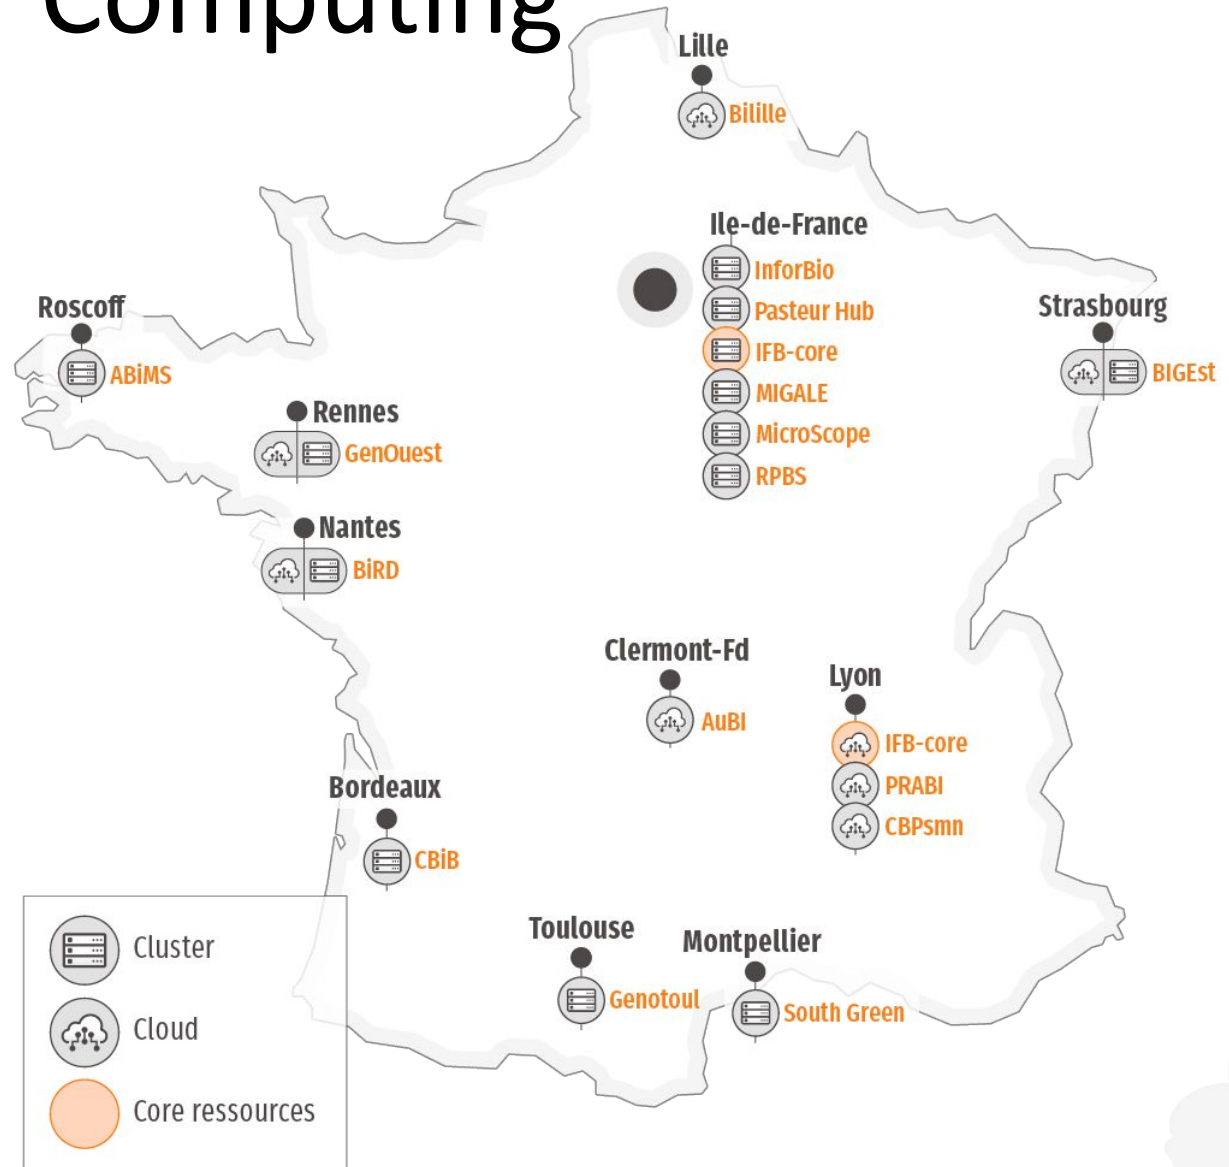 Computing
Lille
Bilille
Ile-de-France
InforBio
Pasteur Hub
IFB-core
MIGALE
MicroScope
RPBS
Roscoff
ABiMS
Strasbourg
BIGEst
Rennes
GenOuest
Nantes
BiRD
Clermont-Fd
AuBI
Lyon
IFB-core
PRABI
CBPsmn
Bordeaux
CBiB
Toulouse
Genotoul
Montpellier
South Green
Cluster
Cloud
Core ressources